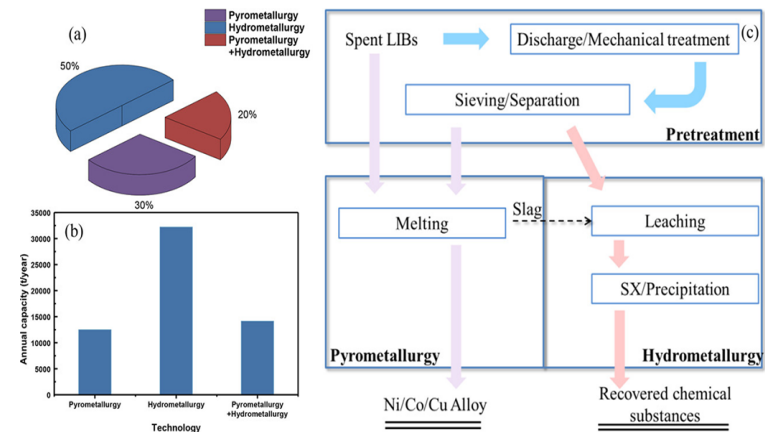 (a)
Pyrometallurgy
Hydrometallurgy
Pyrometallurgy
+Hydrometallurgy
50%
20%
30%
(b)
Annual capacity (t/year)
35000
30000
25000
20000
15000
10000
5000
0
Pyrometallurgy
Hydrometallurgy
Pyrometallurgy
+Hydrometallurgy
Technology
(c)
Spent LIBs
Discharge/Mechanical treatment
Sieving/Separation
Pretreatment
Melting
Slag
Leaching
SX/Precipitation
Pyrometallurgy
Hydrometallurgy
Ni/Co/Cu Alloy
Recovered chemical
substances